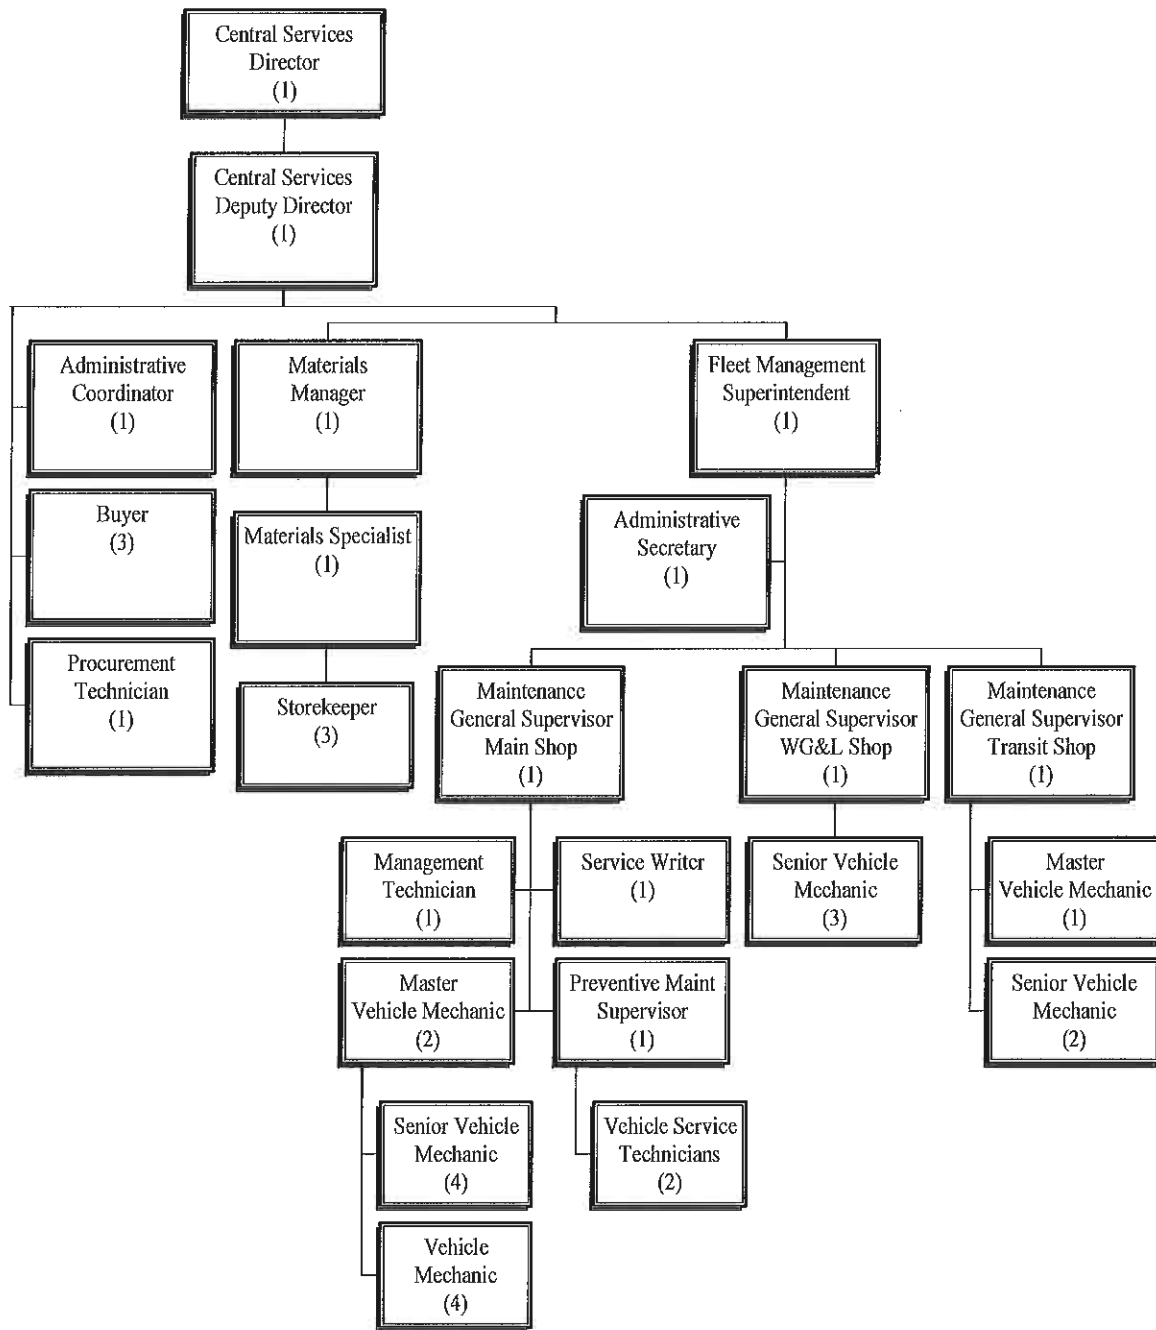 Central Services
Director
(1)
Central Services
Deputy Director
(1)
Administrative
Coordinator
(1)
Materials
Manager
(1)
Fleet Management
Superintendent
(1)
Buyer
(3)
Materials Specialist
(1)
Administrative
Secretary
(1)
Procurement
Technician
(1)
Storekeeper
(3)
Maintenance
General Supervisor
Main Shop
(1)
Maintenance
General Supervisor
WG&L Shop
(1)
Maintenance
General Supervisor
Transit Shop
(1)
Management
Technician
(1)
Service Writer
(1)
Senior Vehicle
Mechanic
(3)
Master
Vehicle Mechanic
(1)
Master
Vehicle Mechanic
(2)
Preventive Maint
Supervisor
(1)
Senior Vehicle
Mechanic
(2)
Senior Vehicle
Mechanic
(4)
Vehicle Service
Technicians
(2)
Vehicle
Mechanic
(4)